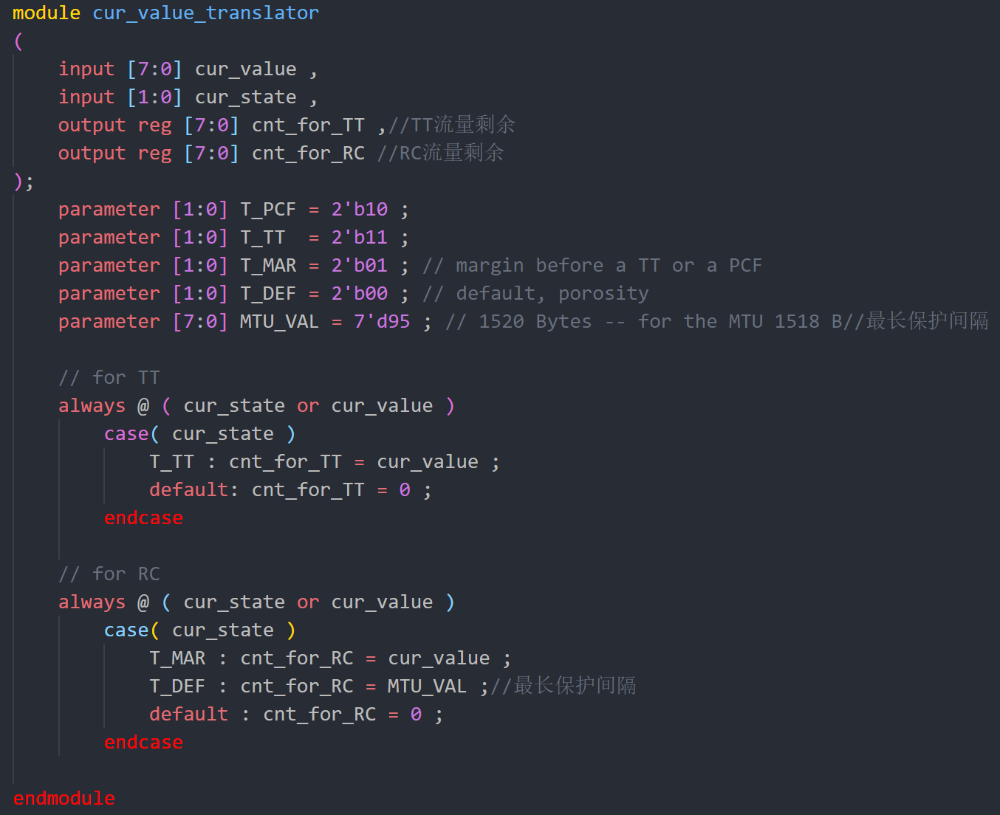 module cur_value_translator
(
    input [7:0] cur_value ,
    input [1:0] cur_state ,
    output reg [7:0] cnt_for_TT ,//TT流量剩余
    output reg [7:0] cnt_for_RC //RC流量剩余
);
    parameter [1:0] T_PCF = 2'b10 ;
    parameter [1:0] T_TT  = 2'b11 ;
    parameter [1:0] T_MAR = 2'b01 ; // margin before a TT or a PCF
    parameter [1:0] T_DEF = 2'b00 ; // default, porosity
    parameter [7:0] MTU_VAL = 7'd95 ; // 1520 Bytes -- for the MTU 1518 B//最长保护间隔
    // for TT
    always @ ( cur_state or cur_value )
        case( cur_state )
            T_TT : cnt_for_TT = cur_value ;
            default: cnt_for_TT = 0 ;
        endcase
    // for RC
    always @ ( cur_state or cur_value )
        case( cur_state )
            T_MAR : cnt_for_RC = cur_value ;
            T_DEF : cnt_for_RC = MTU_VAL ;//最长保护间隔
            default : cnt_for_RC = 0 ;
        endcase
endmodule